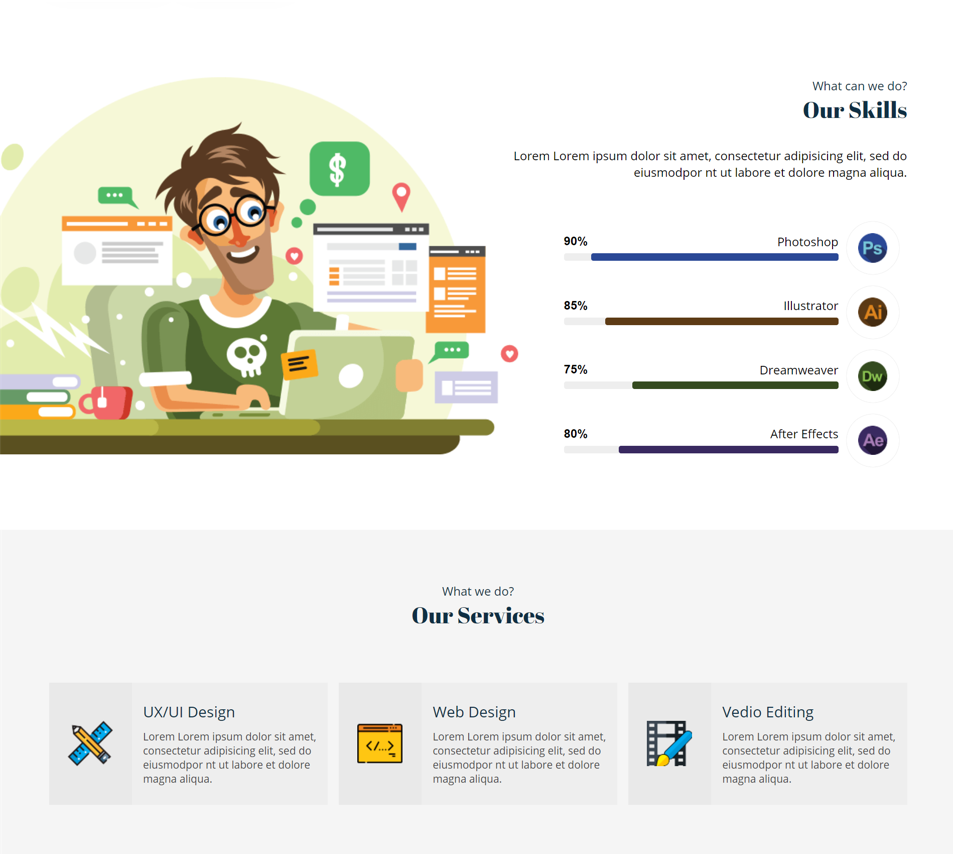 What can we do?
Our Skills
Lorem Lorem ipsum dolor sit amet, consectetur adipisicing elit, sed do
eiusmodpor nt ut labore et dolore magna aliqua.
$
90% Photoshop Ps
85% Illustrator Ai
75% Dreamweaver Dw
80% After Effects Ae
What we do?
Our Services
UX/UI Design
Lorem Lorem ipsum dolor sit amet,
consectetur adipisicing elit, sed do
eiusmodpor nt ut labore et dolore
magna aliqua.
</...>
Web Design
Lorem Lorem ipsum dolor sit amet,
consectetur adipisicing elit, sed do
eiusmodpor nt ut labore et dolore
magna aliqua.
Vedio Editing
Lorem Lorem ipsum dolor sit amet,
consectetur adipisicing elit, sed do
eiusmodpor nt ut labore et dolore
magna aliqua.